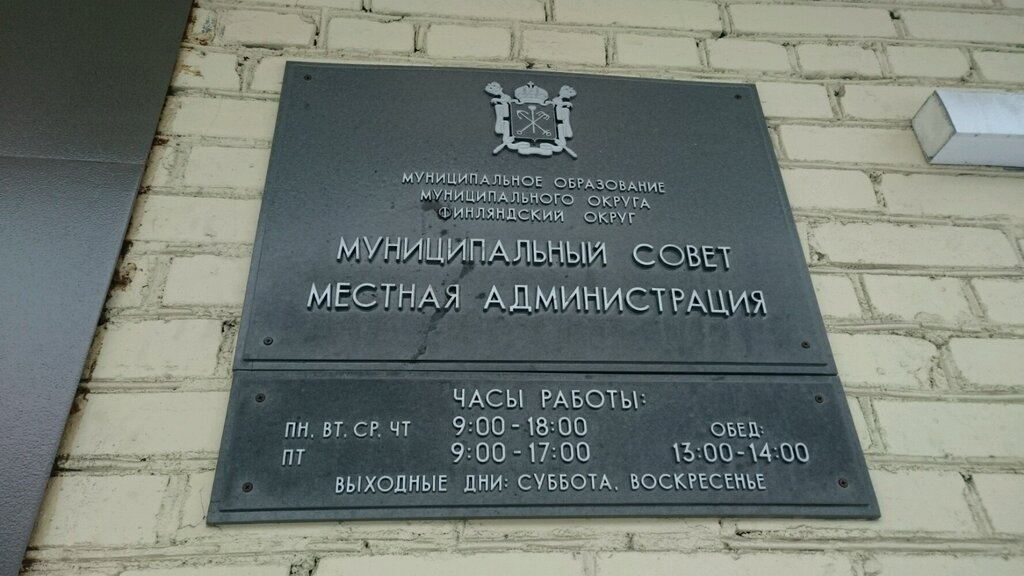 МУНИЦИПАЛЬНОЕ ОБРАЗОВАНИЕ
МУНИЦИПАЛЬНОГО ОКРУГА
ФИНЛЯНДСКИЙ ОКРУГ
МУНИЦИПАЛЬНЫЙ СОВЕТ
МЕСТНАЯ АДМИНИСТРАЦИЯ
ЧАСЫ РАБОТЫ:
ПН, ВТ, СР, ЧТ 9:00 - 18:00 ОБЕД:
ПТ 9:00 - 17:00 13:00-14:00
ВЫХОДНЫЕ ДНИ: СУББОТА, ВОСКРЕСЕНЬЕ